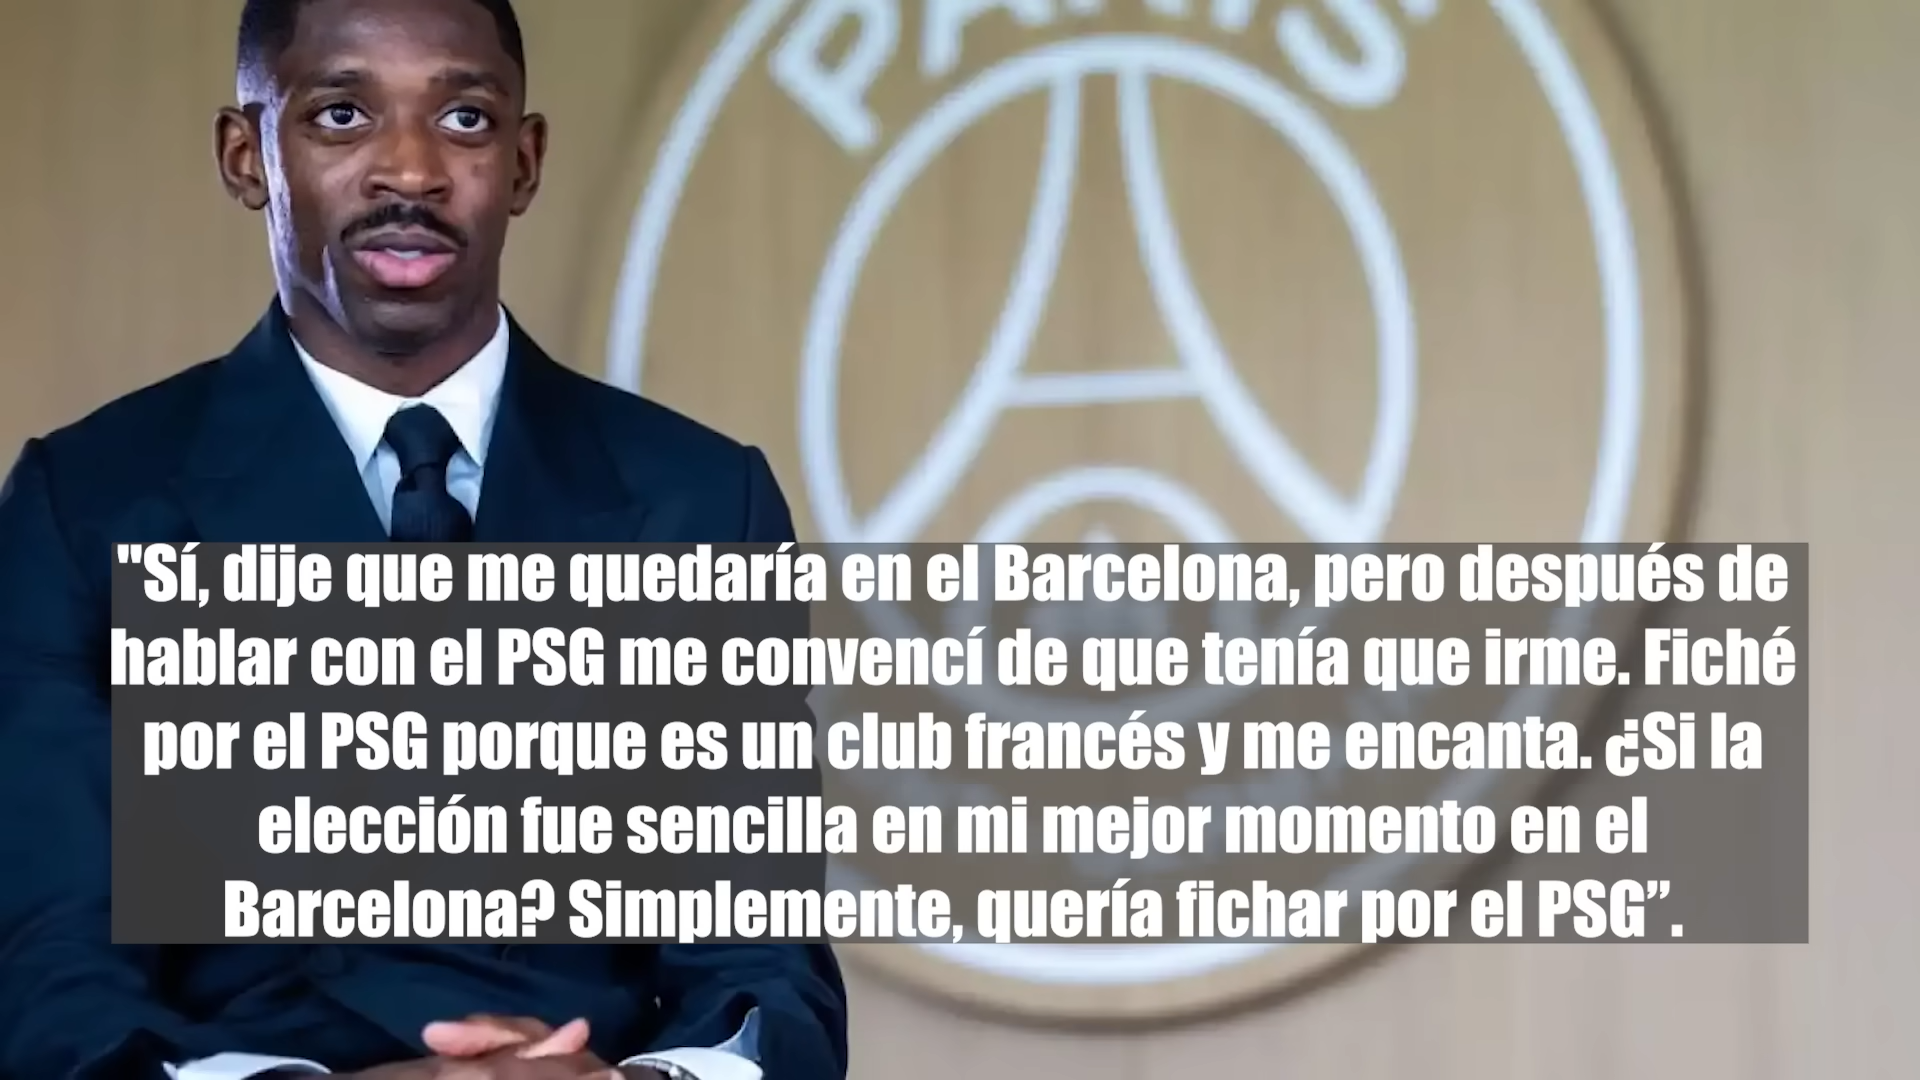 PARIS
"Sí, dije que me quedaría en el Barcelona, pero después de
hablar con el PSG me convencí de que tenía que irme. Fiché
por el PSG porque es un club francés y me encanta. ¿Si la
elección fue sencilla en mi mejor momento en el
Barcelona? Simplemente, quería fichar por el PSG”.